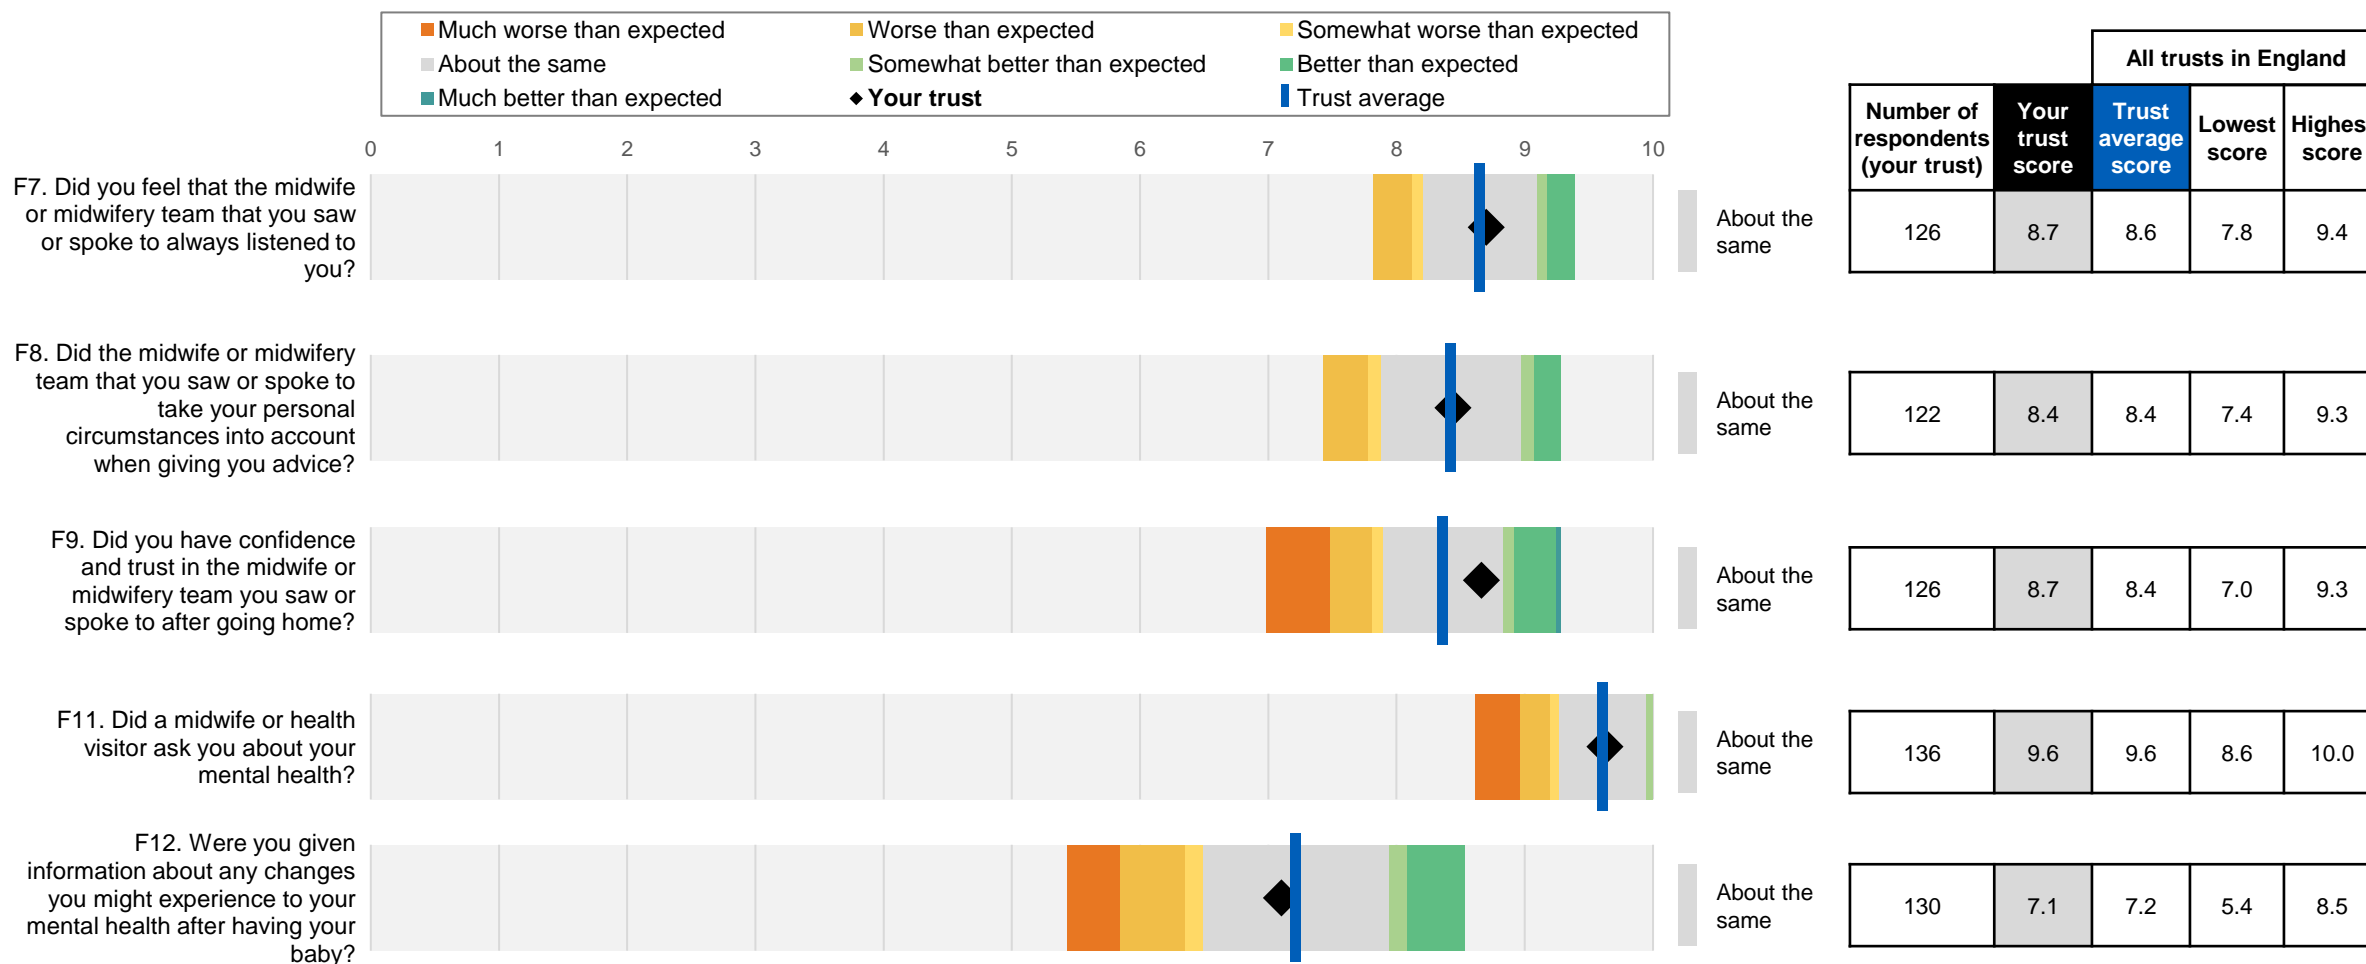 Much worse than expected
Worse than expected
Somewhat worse than expected
About the same
Somewhat better than expected
Better than expected
Much better than expected
Your trust
Trust average
All trusts in England
Number of respondents (your trust)
Your trust score
Trust average score
Lowest score
Highes score
0 1 2 3 4 5 6 7 8 9 10
F7. Did you feel that the midwife
or midwifery team that you saw
or spoke to always listened to
you?
About the
same
126 8.7 8.6 7.8 9.4
F8. Did the midwife or midwifery
team that you saw or spoke to
take your personal
circumstances into account
when giving you advice?
About the
same
122 8.4 8.4 7.4 9.3
F9. Did you have confidence
and trust in the midwife or
midwifery team you saw or
spoke to after going home?
About the
same
126 8.7 8.4 7.0 9.3
F11. Did a midwife or health
visitor ask you about your
mental health?
About the
same
136 9.6 9.6 8.6 10.0
F12. Were you given
information about any changes
you might experience to your
mental health after having your
baby?
About the
same
130 7.1 7.2 5.4 8.5